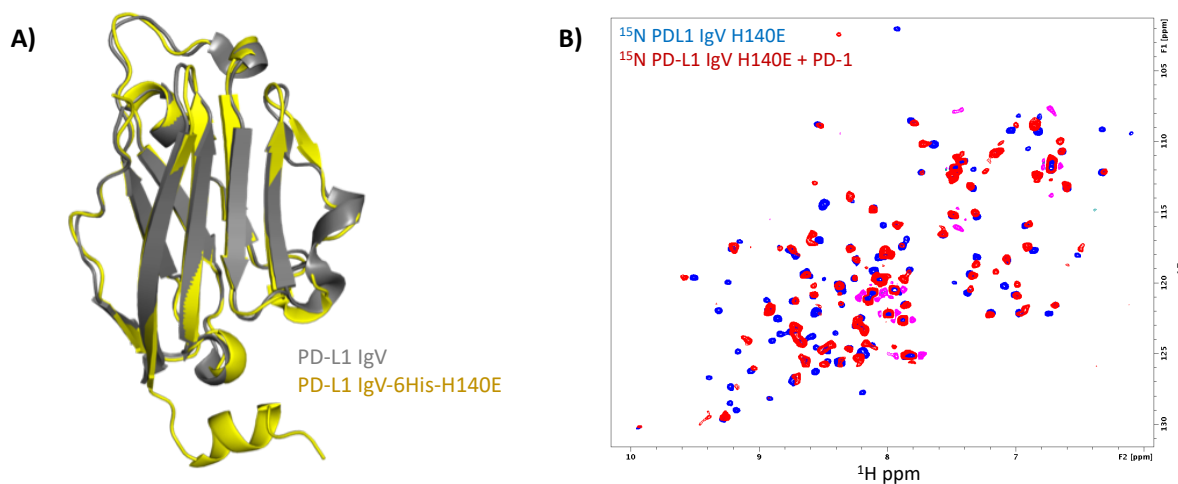 A)
PD-L1 IgV
PD-L1 IgV-6His-H140E
B)
¹⁵N PDL1 IgV H140E
¹⁵N PD-L1 IgV H140E + PD-1
F1 [ppm]
105
110
115
120
125
130
10
9
8
7
F2 [ppm]
¹H ppm